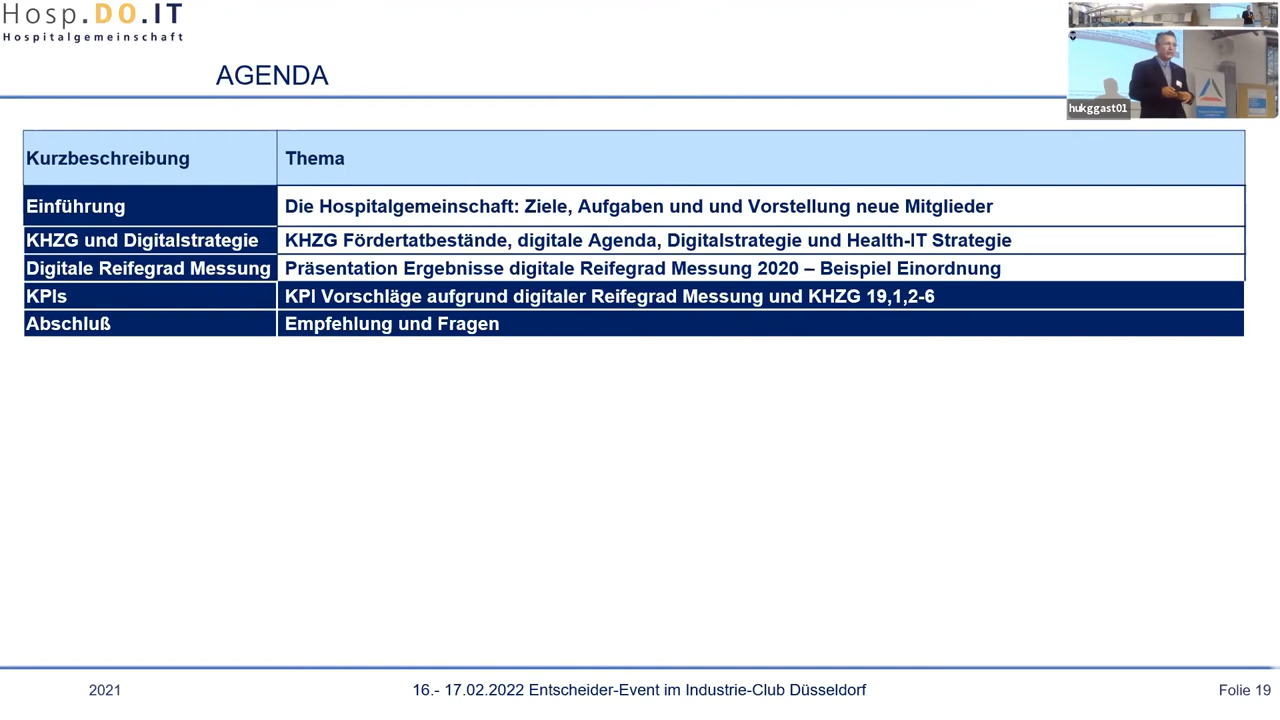 Hosp.DO.IT
Hospitalgemeinschaft
AGENDA
hukggast01
Kurzbeschreibung Thema
Einführung Die Hospitalgemeinschaft: Ziele, Aufgaben und und Vorstellung neue Mitglieder
KHZG und Digitalstrategie KHZG Fördertatbestände, digitale Agenda, Digitalstrategie und Health-IT Strategie
Digitale Reifegrad Messung Präsentation Ergebnisse digitale Reifegrad Messung 2020 – Beispiel Einordnung
KPIs KPI Vorschläge aufgrund digitaler Reifegrad Messung und KHZG 19,1,2-6
Abschluß Empfehlung und Fragen
2021 16.- 17.02.2022 Entscheider-Event im Industrie-Club Düsseldorf Folie 19